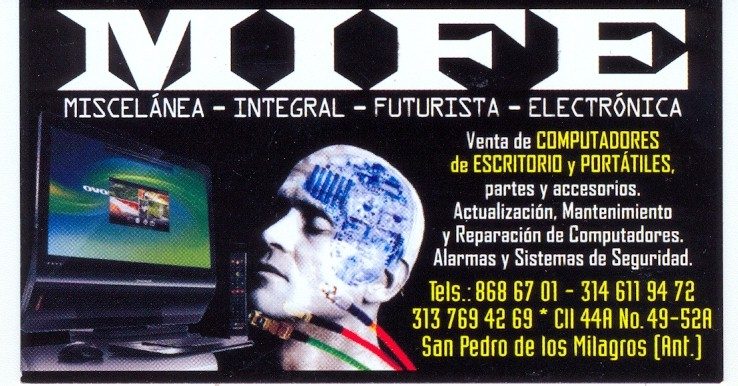 MIFE
MISCELÁNEA - INTEGRAL - FUTURISTA - ELECTRÓNICA
Venta de COMPUTADORES
de ESCRITORIO y PORTÁTILES,
partes y accesorios.
Actualización, Mantenimiento
y Reparación de Computadores.
Alarmas y Sistemas de Seguridad.
Tels.: 868 67 01 - 314 611 94 72
313 769 42 69 * Cll 44A No. 49-52A
San Pedro de los Milagros (Ant.)